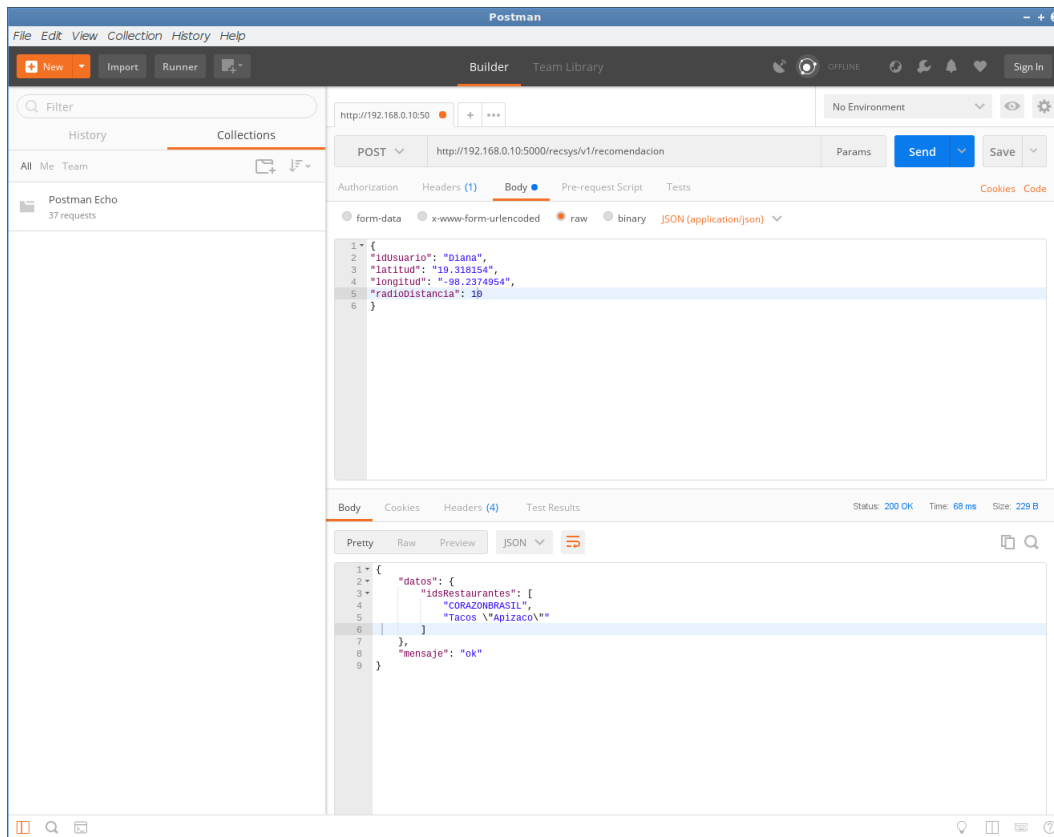 Postman
File Edit View Collection History Help
New Import Runner Builder Team Library OFFLINE Sign In
Filter
History Collections
All Me Team
Postman Echo
37 requests
http://192.168.0.10:50 + ••• No Environment
POST http://192.168.0.10:5000/recsys/v1/recomendacion Params Send Save
Authorization Headers (1) Body Pre-request Script Tests Cookies Code
form-data x-www-form-urlencoded raw binary JSON (application/json)
1 {
2 "idUsuario": "Diana",
3 "latitud": "19.318154",
4 "longitud": "-98.2374954",
5 "radioDistancia": 10
6 }
Body Cookies Headers (4) Test Results Status: 200 OK Time: 68 ms Size: 229 B
Pretty Raw Preview JSON
1 {
2 "datos": {
3 "idsRestaurantes": [
4 "CORAZONBRASIL",
5 "Tacos \"Apizaco\""
6 ]
7 },
8 "mensaje": "ok"
9 }